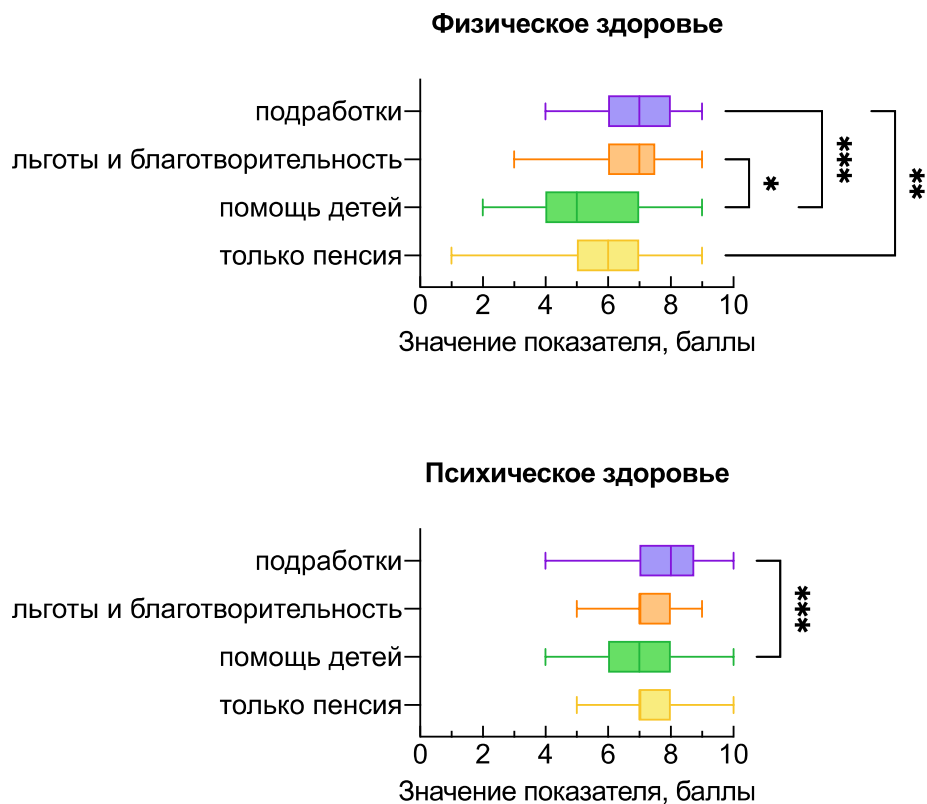 Физическое здоровье
подработки
льготы и благотворительность
помощь детей
только пенсия
* *** **
0 2 4 6 8 10
Значение показателя, баллы
Психическое здоровье
подработки
льготы и благотворительность
помощь детей
только пенсия
***
0 2 4 6 8 10
Значение показателя, баллы